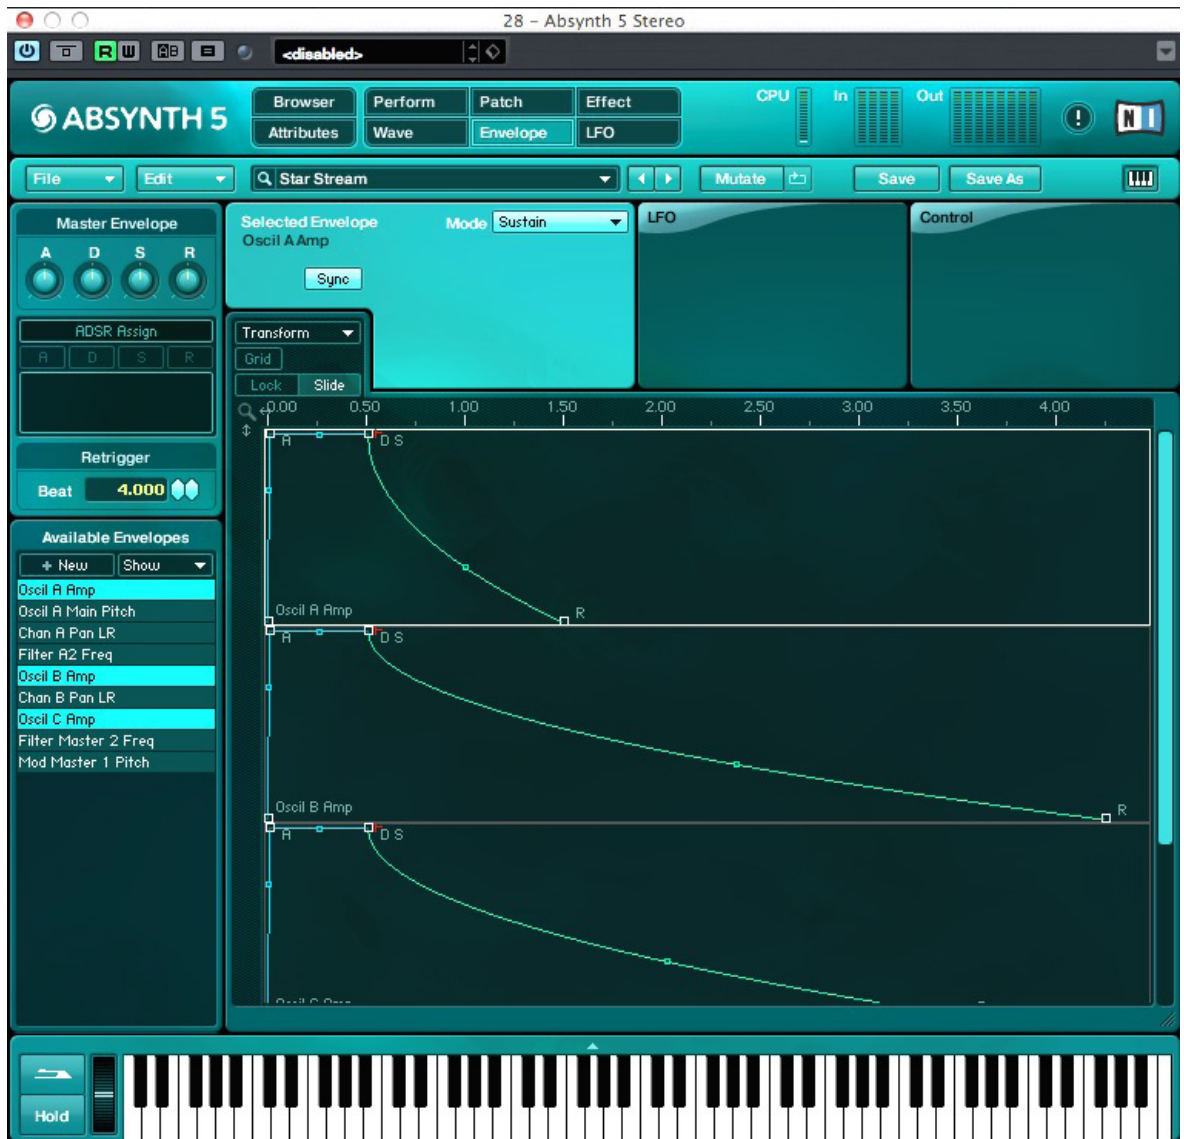 28 – Absynth 5 Stereo
R W AB <disabled>
ABSYNTH 5
Browser Perform Patch Effect
Attributes Wave Envelope LFO
CPU In Out ! N I
File Edit Star Stream Mutate Save Save As
Master Envelope
A D S R
ADSR Assign
A D S R
Retrigger
Beat 4.000
Available Envelopes
+ New Show
Oscil A Amp
Oscil A Main Pitch
Chan A Pan LR
Filter A2 Freq
Oscil B Amp
Chan B Pan LR
Oscil C Amp
Filter Master 2 Freq
Mod Master 1 Pitch
Selected Envelope Mode Sustain
Oscil A Amp
Sync
LFO
Control
Transform
Grid
Lock Slide
0.00 0.50 1.00 1.50 2.00 2.50 3.00 3.50 4.00
A D S
Oscil A Amp R
A D S
Oscil B Amp R
A D S
Oscil C Amp
Hold